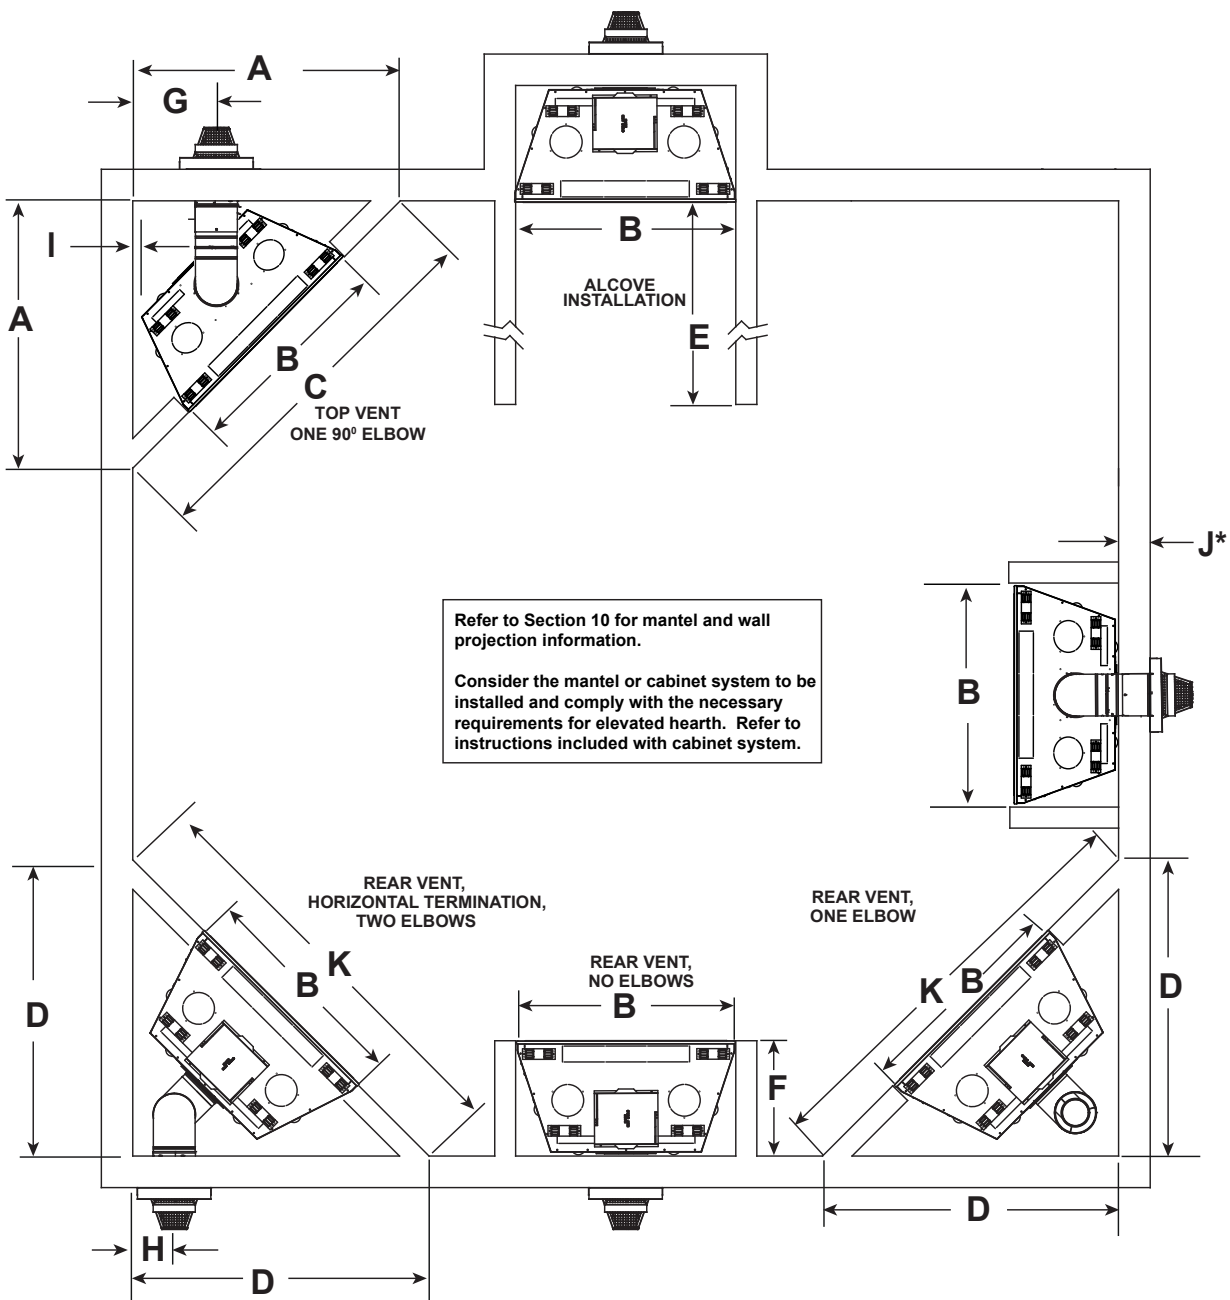 A
G
I
A
B
C
TOP VENT
ONE 90⁰ ELBOW
B
ALCOVE
INSTALLATION
E
J*
B
Refer to Section 10 for mantel and wall
projection information.
Consider the mantel or cabinet system to be
installed and comply with the necessary
requirements for elevated hearth. Refer to
instructions included with cabinet system.
REAR VENT,
HORIZONTAL TERMINATION,
TWO ELBOWS
K
B
D
H
D
REAR VENT,
NO ELBOWS
B
F
REAR VENT,
ONE ELBOW
K
B
D
D